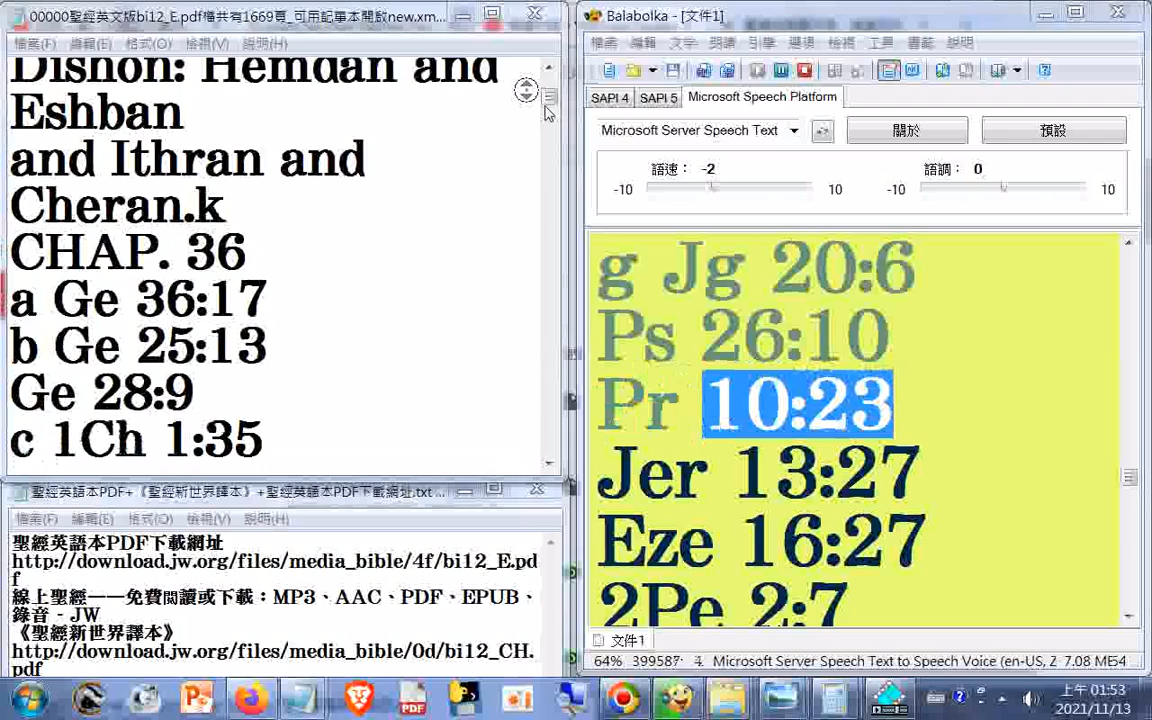 00000聖經英文版bi12_E.pdf檔共有1669頁_可用記事本開啟new.xm...
檔案(F) 編輯(E) 格式(O) 檢視(V) 說明(H)
Dishon: Hemdan and
Eshban
and Ithran and
Cheran.k
CHAP. 36
a Ge 36:17
b Ge 25:13
Ge 28:9
c 1Ch 1:35
聖經英語本PDF+《聖經新世界譯本》+聖經英語本PDF下載網址.txt ...
檔案(F) 編輯(E) 格式(O) 檢視(V) 說明(H)
聖經英語本PDF下載網址
http://download.jw.org/files/media_bible/4f/bi12_E.pd
f
線上聖經——免費閱讀或下載：MP3、AAC、PDF、EPUB、
錄音 - JW
《聖經新世界譯本》
http://download.jw.org/files/media_bible/0d/bi12_CH.
pdf
Balabolka - [文件1]
檔案 編輯 文字 朗讀 引擎 選項 檢視 工具 書籤 說明
SAPI 4 SAPI 5 Microsoft Speech Platform
Microsoft Server Speech Text 關於 預設
語速： -2 語調： 0
-10 10 -10 10
g Jg 20:6
Ps 26:10
Pr 10:23
Jer 13:27
Eze 16:27
2Pe 2:7
文件1
64% 399587 Microsoft Server Speech Text to Speech Voice (en-US, Z 7.08 ME54
上午 01:53
2021/11/13